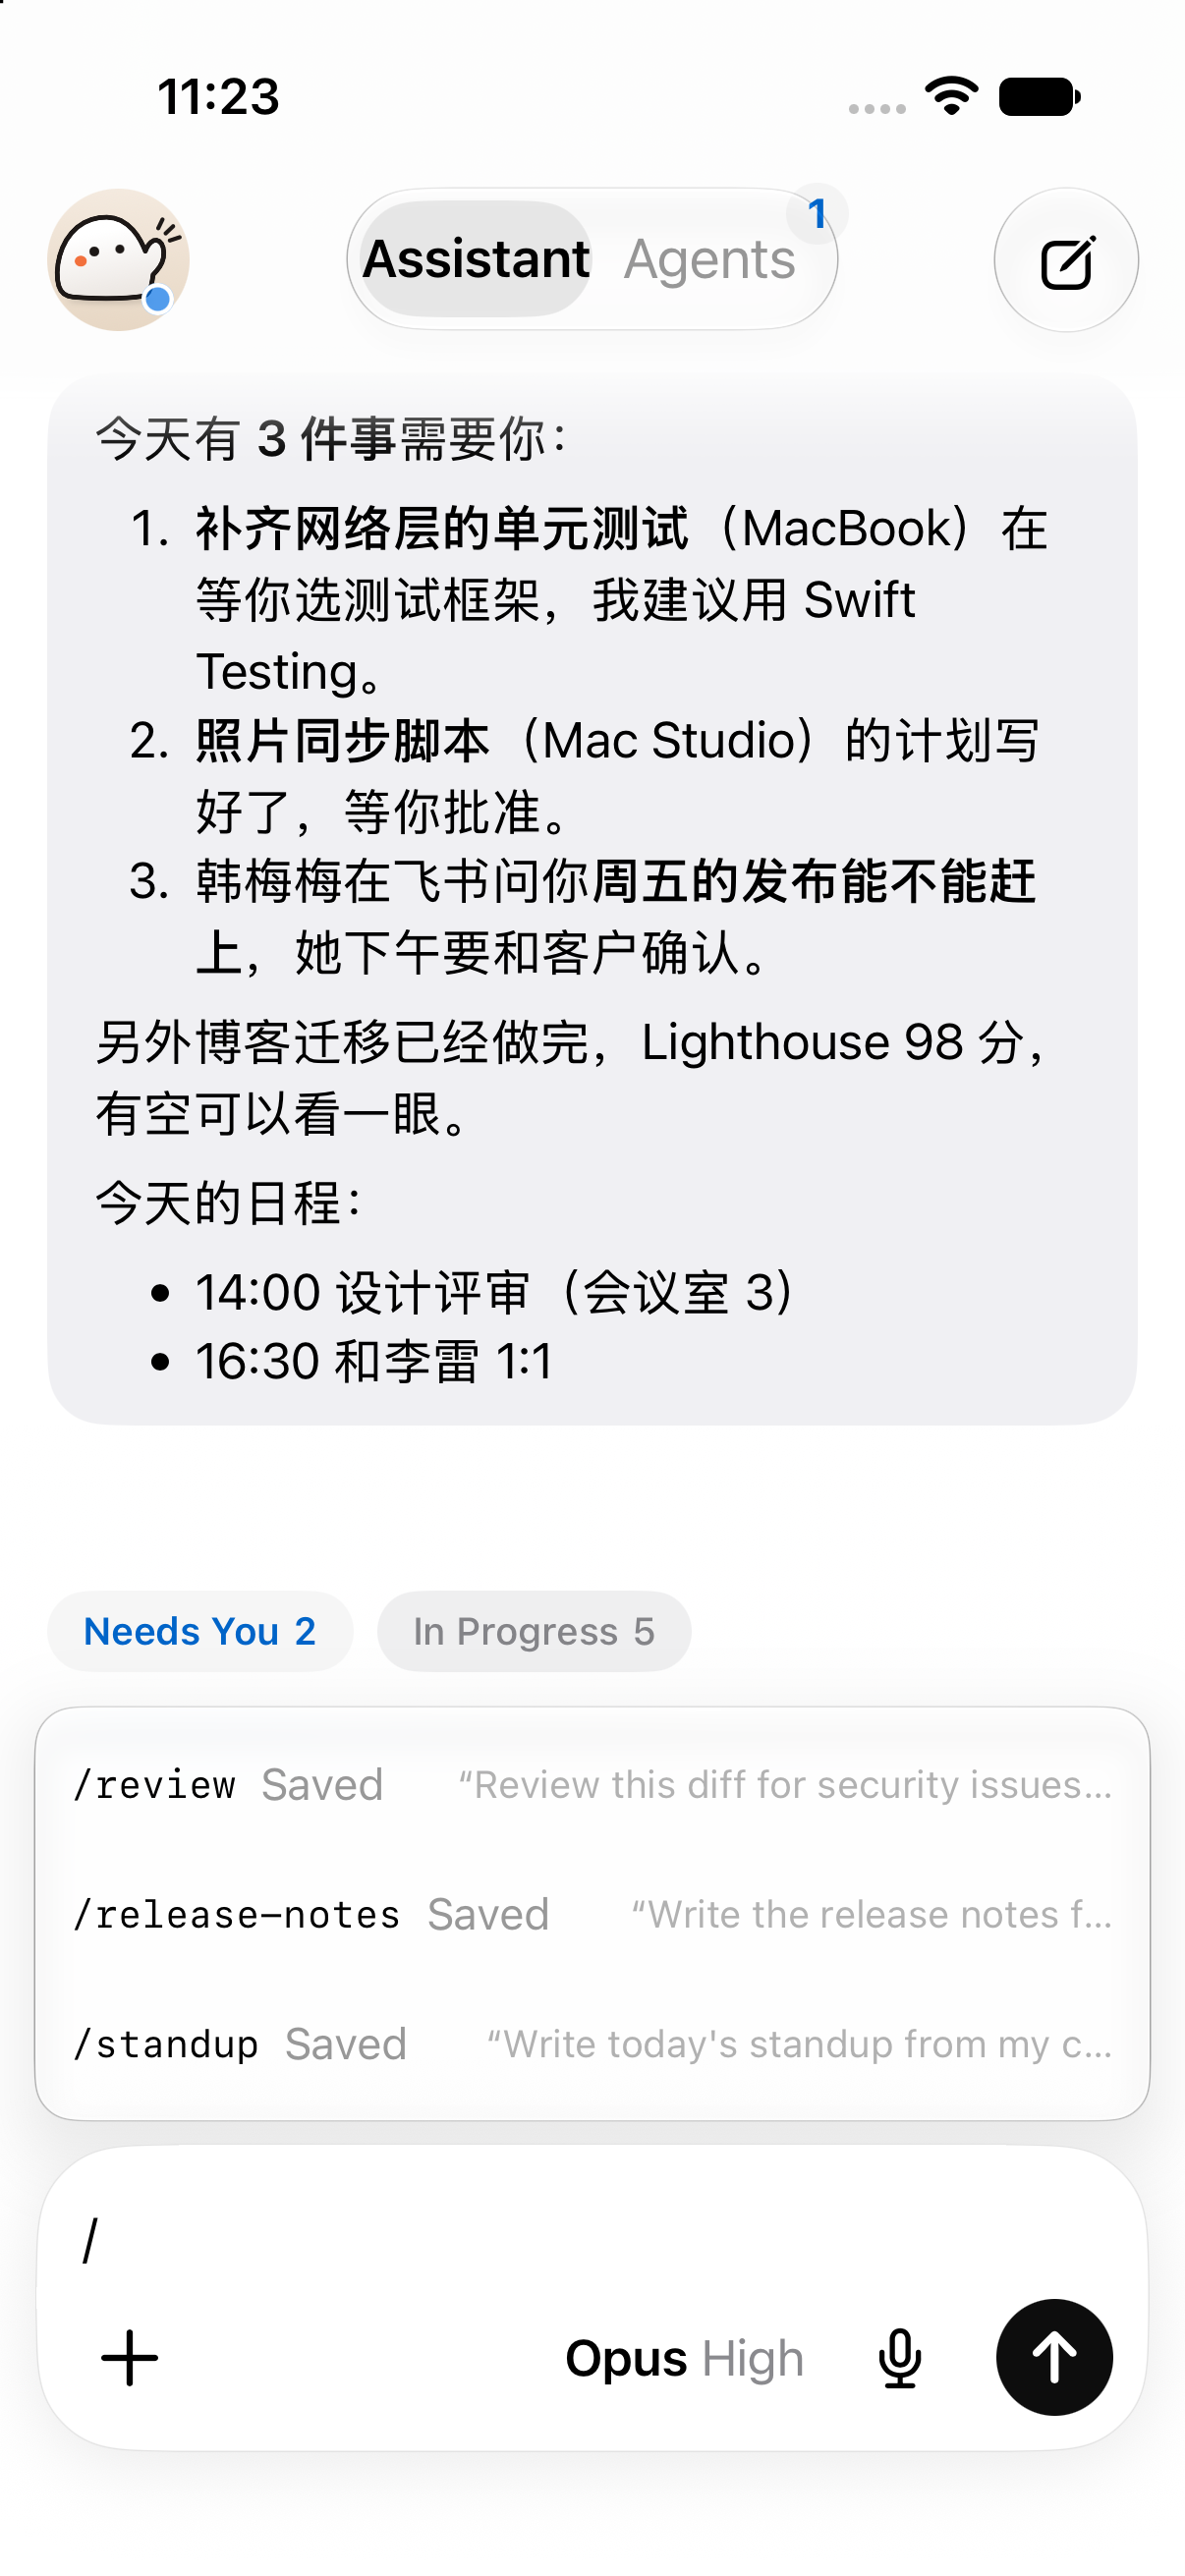 11:23
Assistant
Agents
1
今天有 3 件事需要你：
1. 补齐网络层的单元测试（MacBook）在
等你选测试框架，我建议用 Swift
Testing。
2. 照片同步脚本（Mac Studio）的计划写
好了，等你批准。
3. 韩梅梅在飞书问你周五的发布能不能赶
上，她下午要和客户确认。
另外博客迁移已经做完，Lighthouse 98 分，
有空可以看一眼。
今天的日程：
• 14:00 设计评审（会议室 3）
• 16:30 和李雷 1:1
Needs You 2
In Progress 5
/review Saved “Review this diff for security issues...
/release-notes Saved “Write the release notes f...
/standup Saved “Write today's standup from my c...
/
Opus High